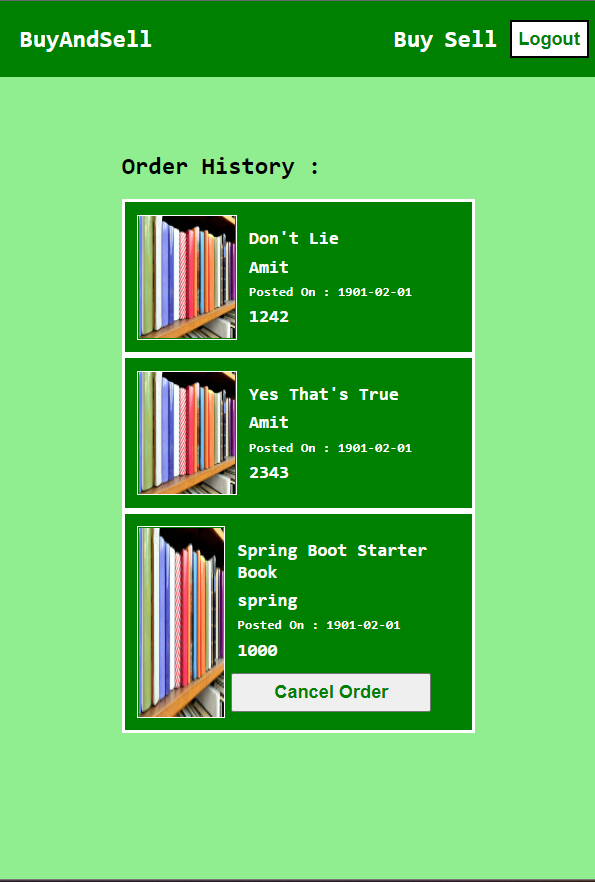 BuyAndSell Buy Sell Logout
Order History :
Don't Lie
Amit
Posted On : 1901-02-01
1242
Yes That's True
Amit
Posted On : 1901-02-01
2343
Spring Boot Starter
Book
spring
Posted On : 1901-02-01
1000
Cancel Order